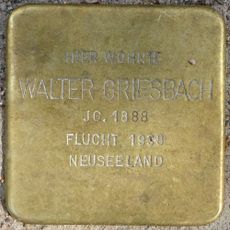 HIER WOHNTE
WALTER GRIESBACH
JG. 1888
FLUCHT
NEUSEELAND